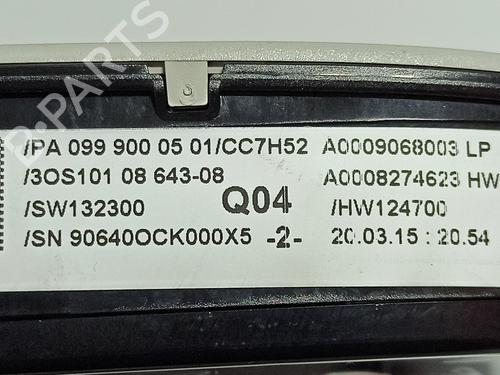 B-PARTS
/PA 099 900 05 01/CC7H52 A0009068003 LP
/3OS101 08 643-08 A0008274623 HW
/SW132300 Q04 /HW124700
/SN 90640OCK000X5 -2- 20.03.15 : 20.54